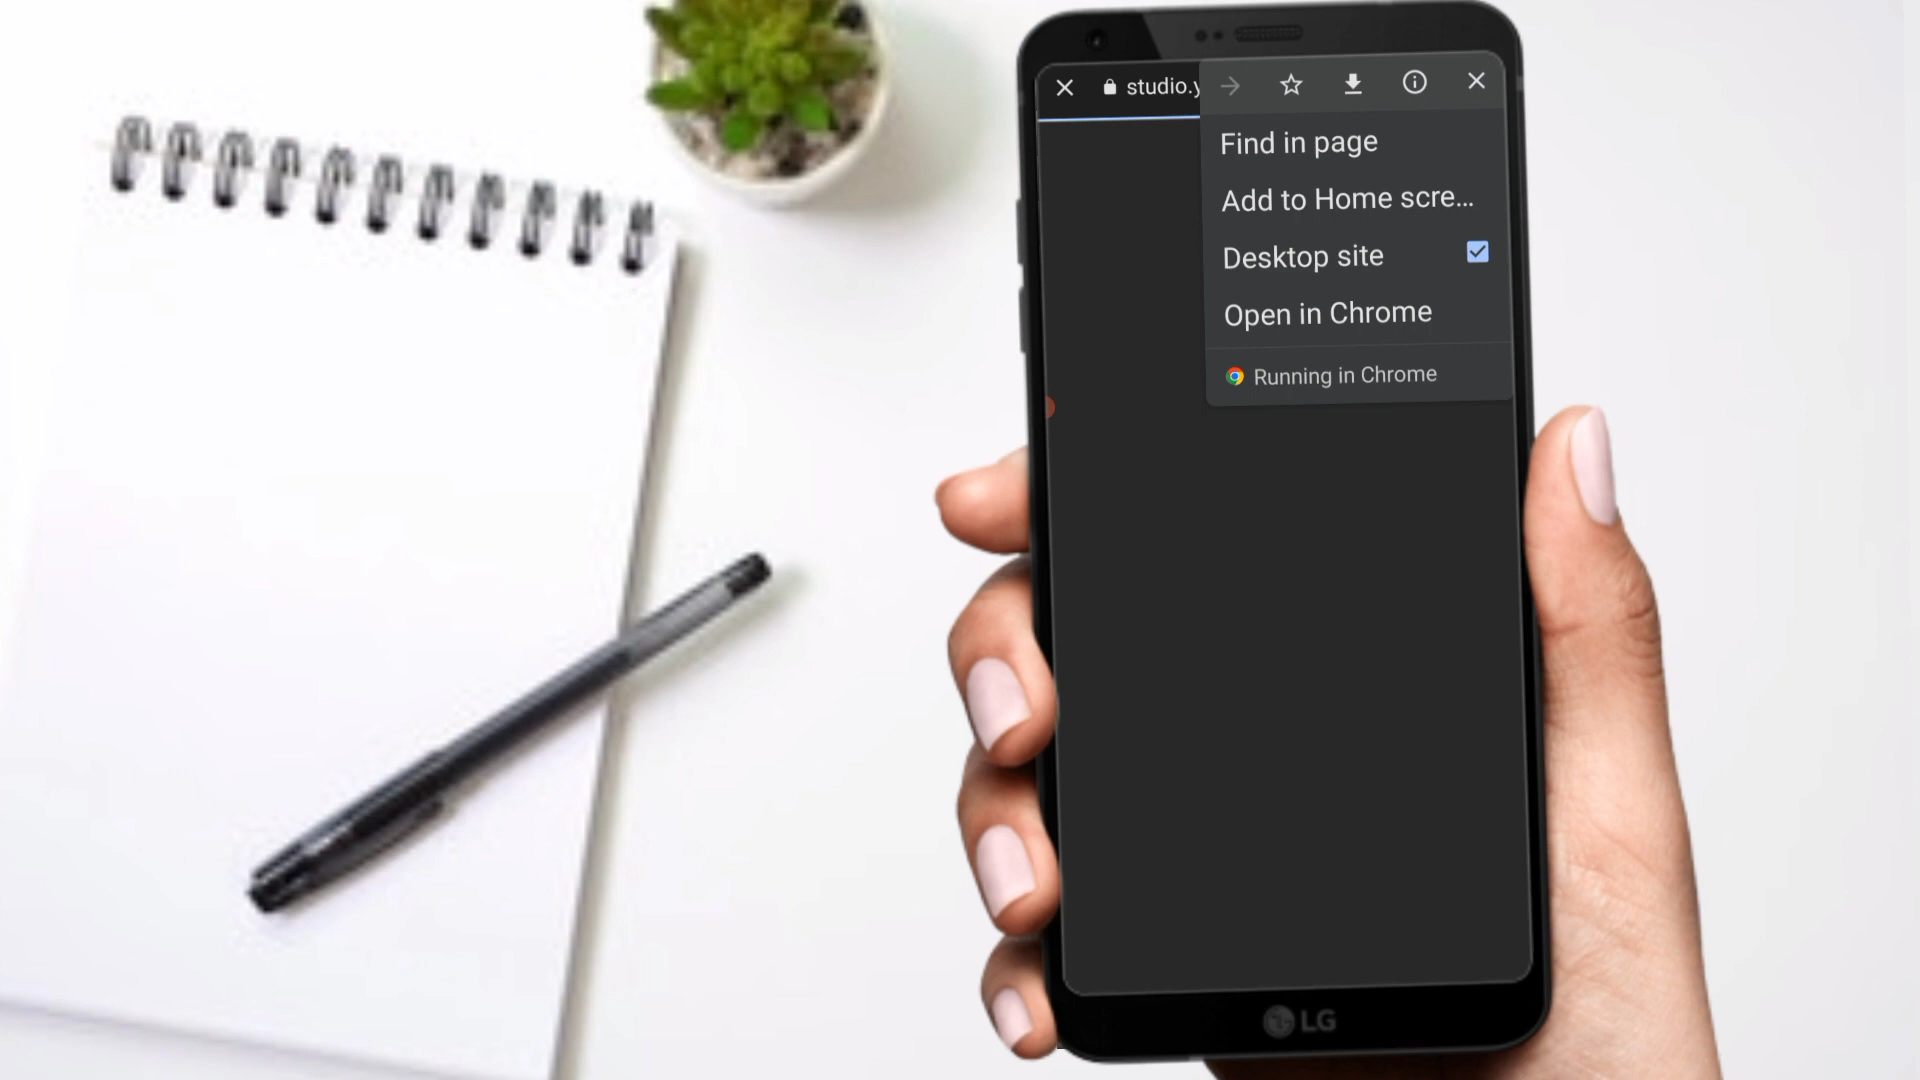 studio.y
Find in page
Add to Home scre...
Desktop site
Open in Chrome
Running in Chrome
LG